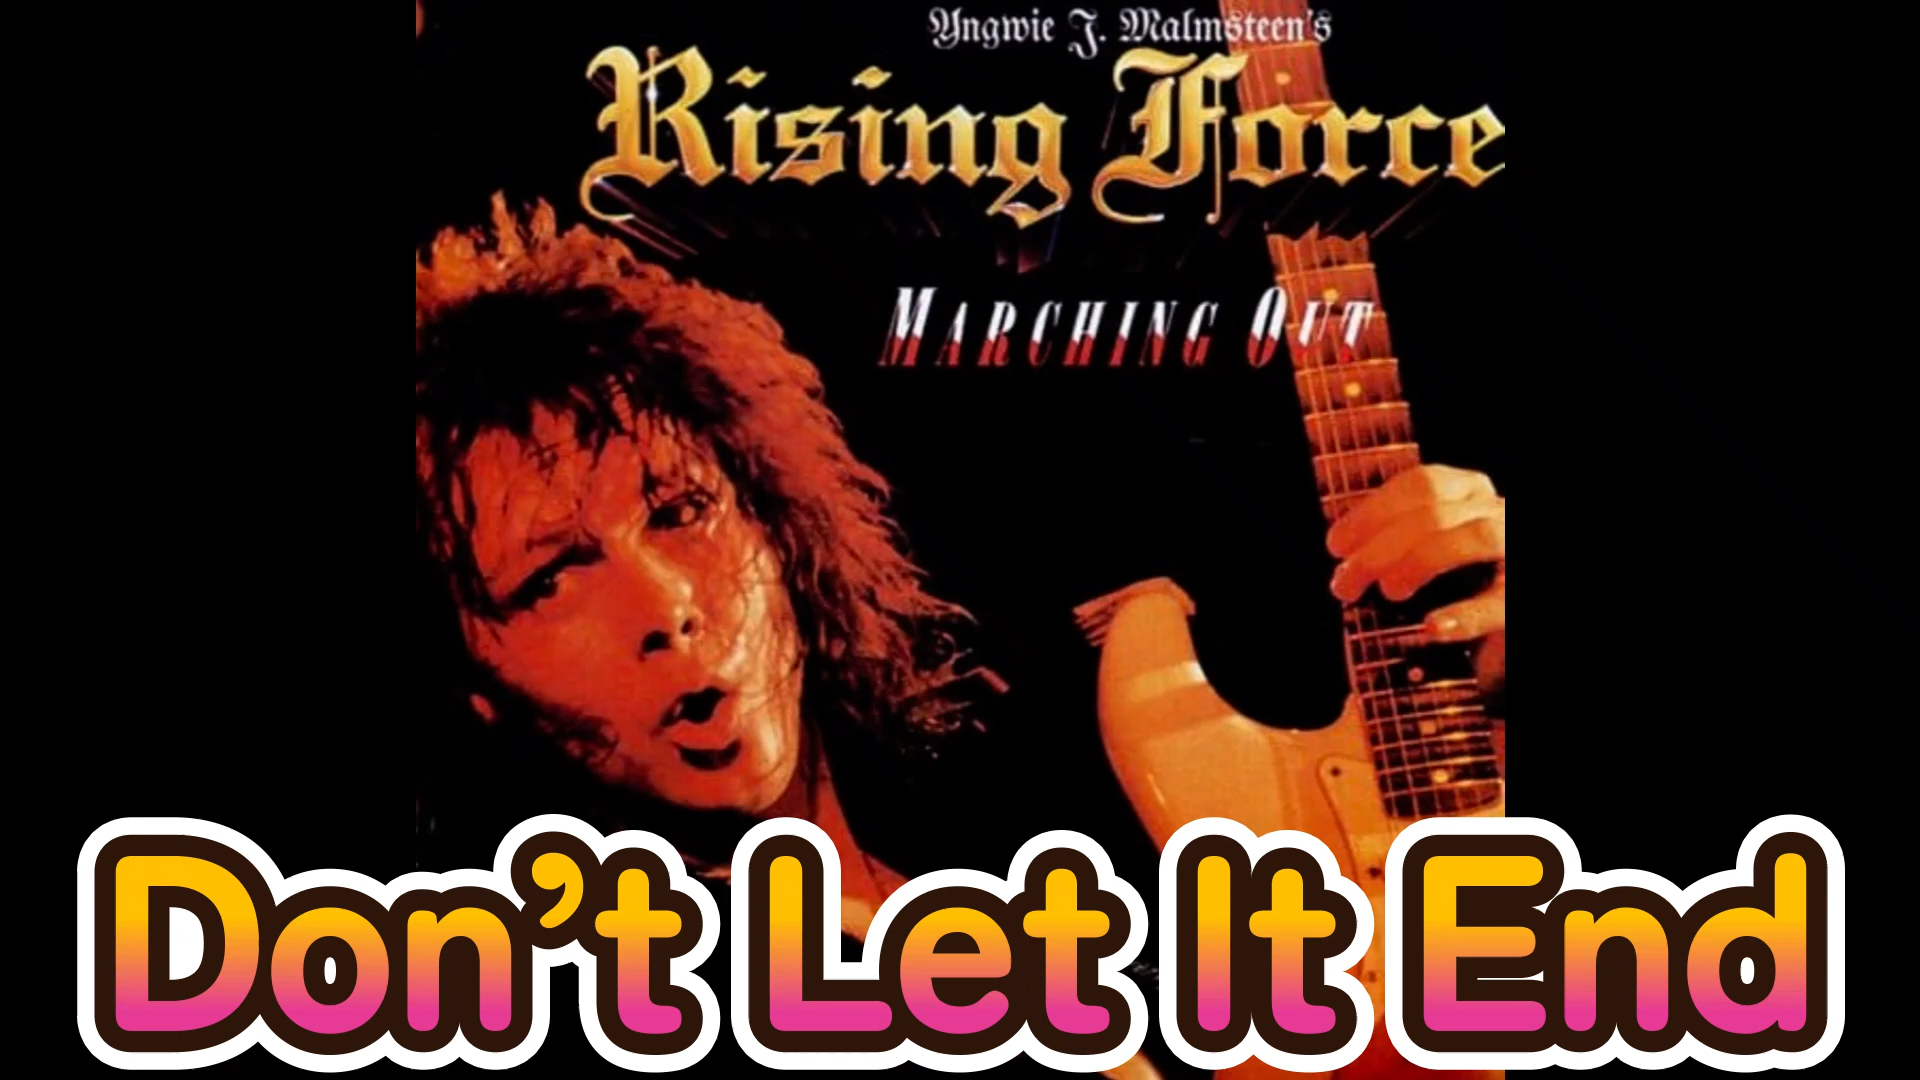 Yngwie J. Malmsteen's
Rising Force
Marching Out
Don't Let It End